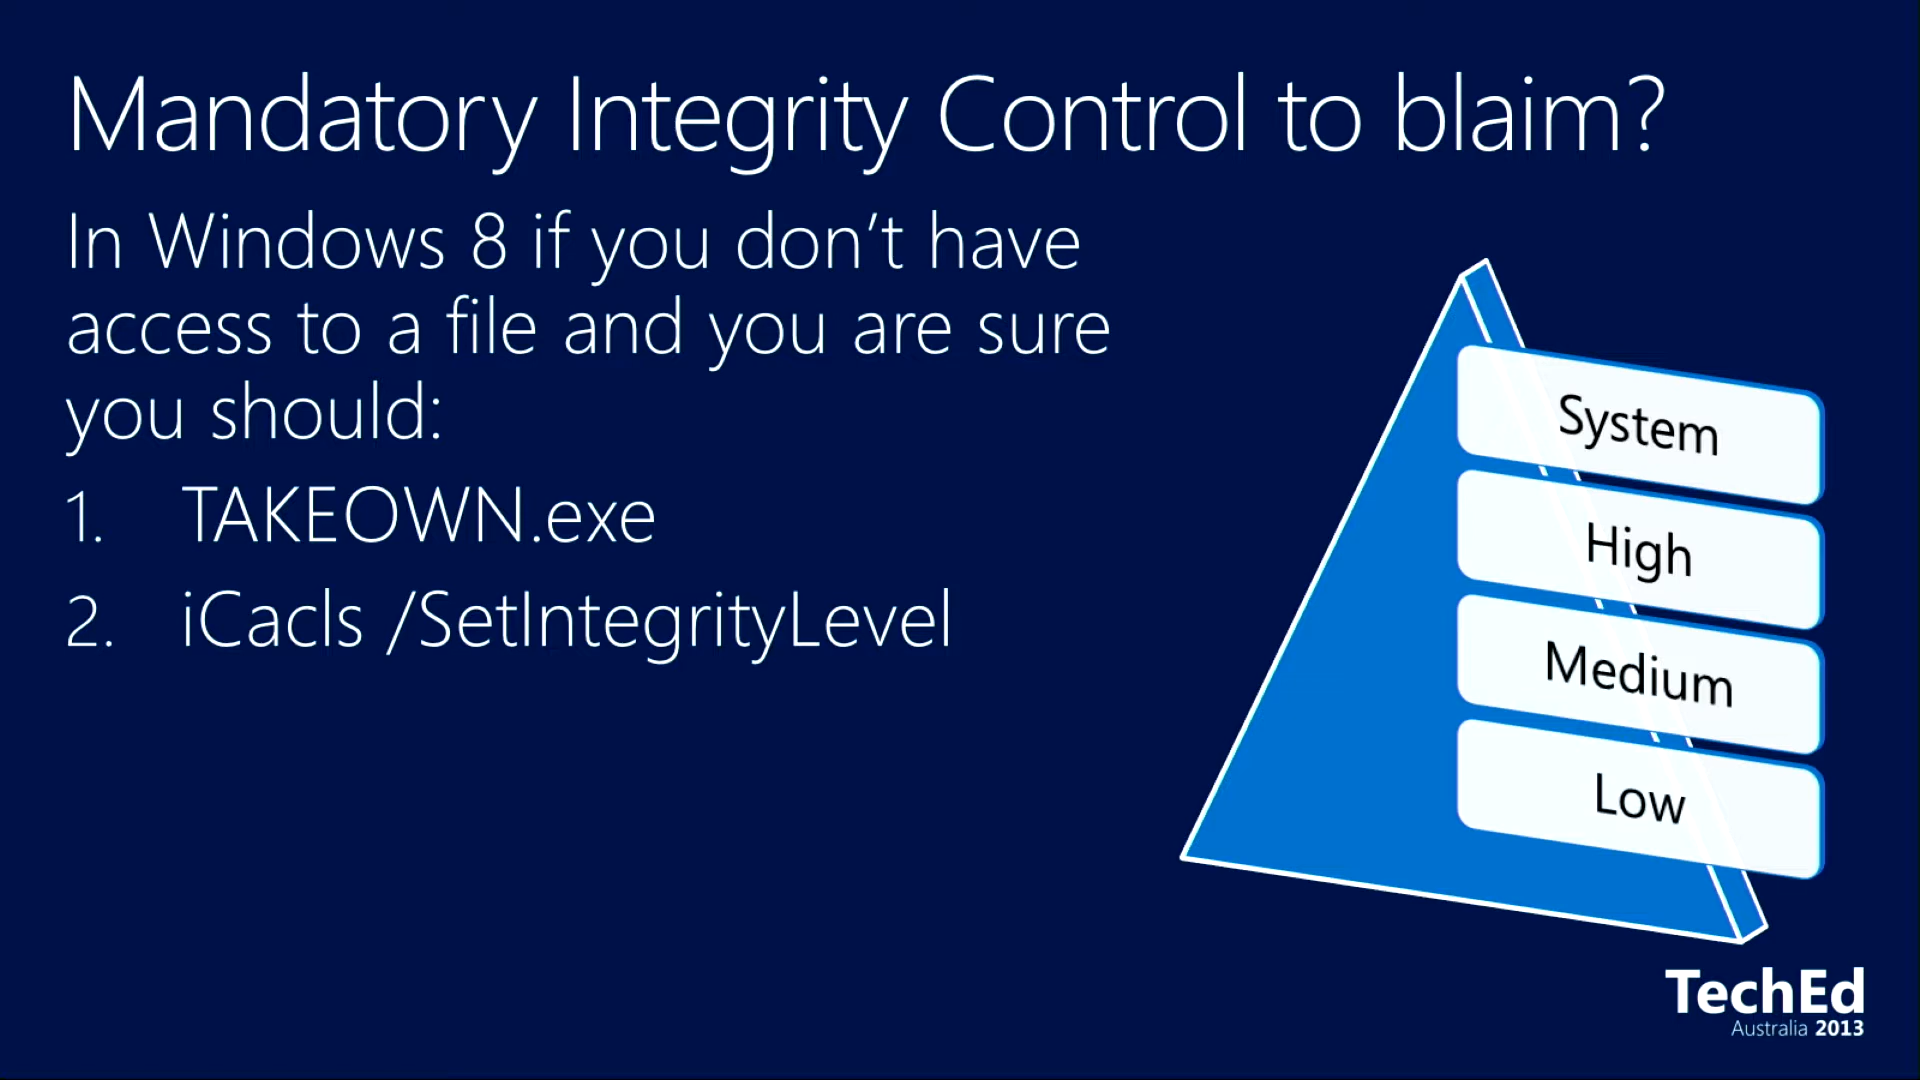 Mandatory Integrity Control to blaim?
In Windows 8 if you don't have
access to a file and you are sure
you should:
1. TAKEOWN.exe
2. iCacls /SetIntegrityLevel
System
High
Medium
Low
TechEd
Australia 2013